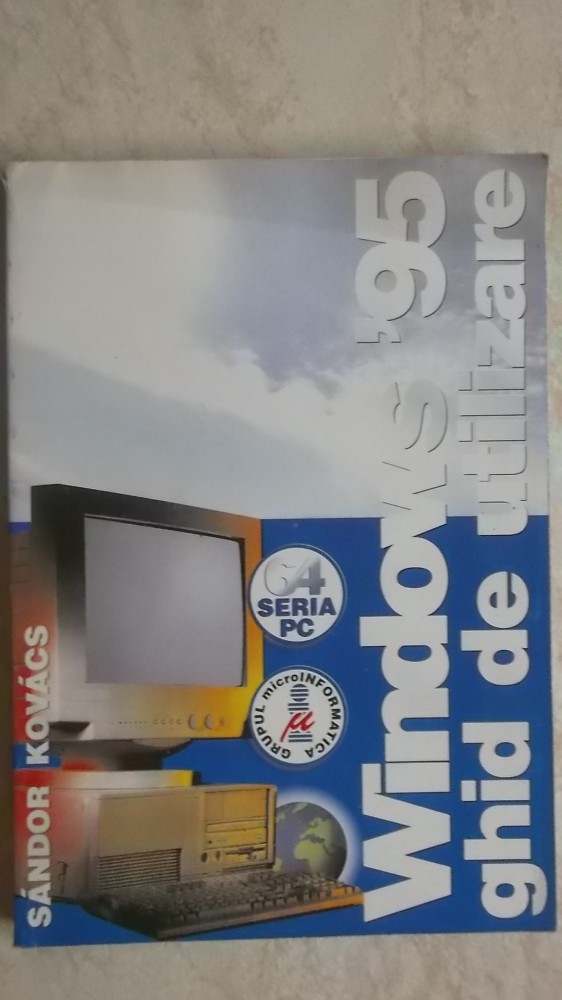 SÁNDOR KOVÁCS
Windows '95
ghid de utilizare
64
SERIA
PC
GRUPUL microINFORMATICA
µ